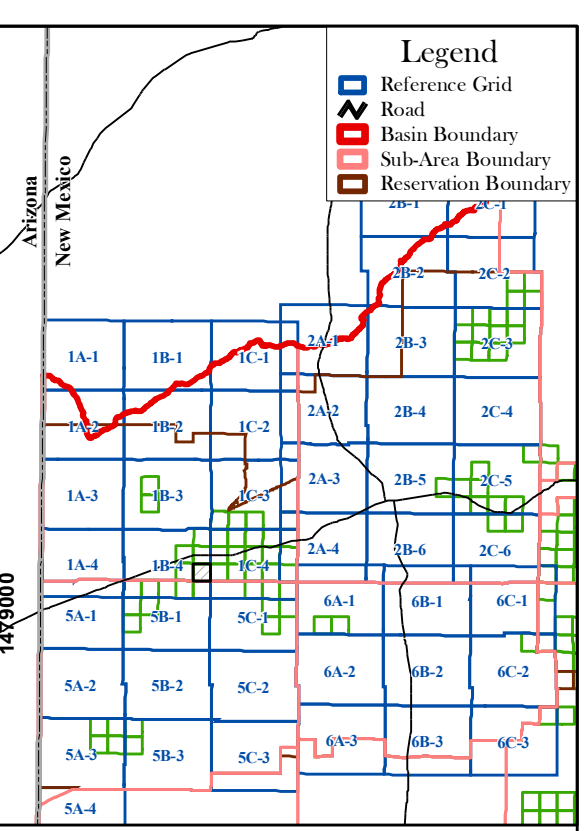 Legend
Reference Grid
Road
Basin Boundary
Sub-Area Boundary
Reservation Boundary
Arizona
New Mexico
1479000
2B-1
2C-1
2B-2
2C-2
2A-1
2B-3
2C-3
1A-1
1B-1
1C-1
2A-2
2B-4
2C-4
1A-2
1B-2
1C-2
2A-3
2B-5
2C-5
1A-3
1B-3
1C-3
2A-4
2B-6
2C-6
1A-4
1B-4
1C-4
6A-1
6B-1
6C-1
5A-1
5B-1
5C-1
6A-2
6B-2
6C-2
5A-2
5B-2
5C-2
6A-3
6B-3
6C-3
5A-3
5B-3
5C-3
5A-4